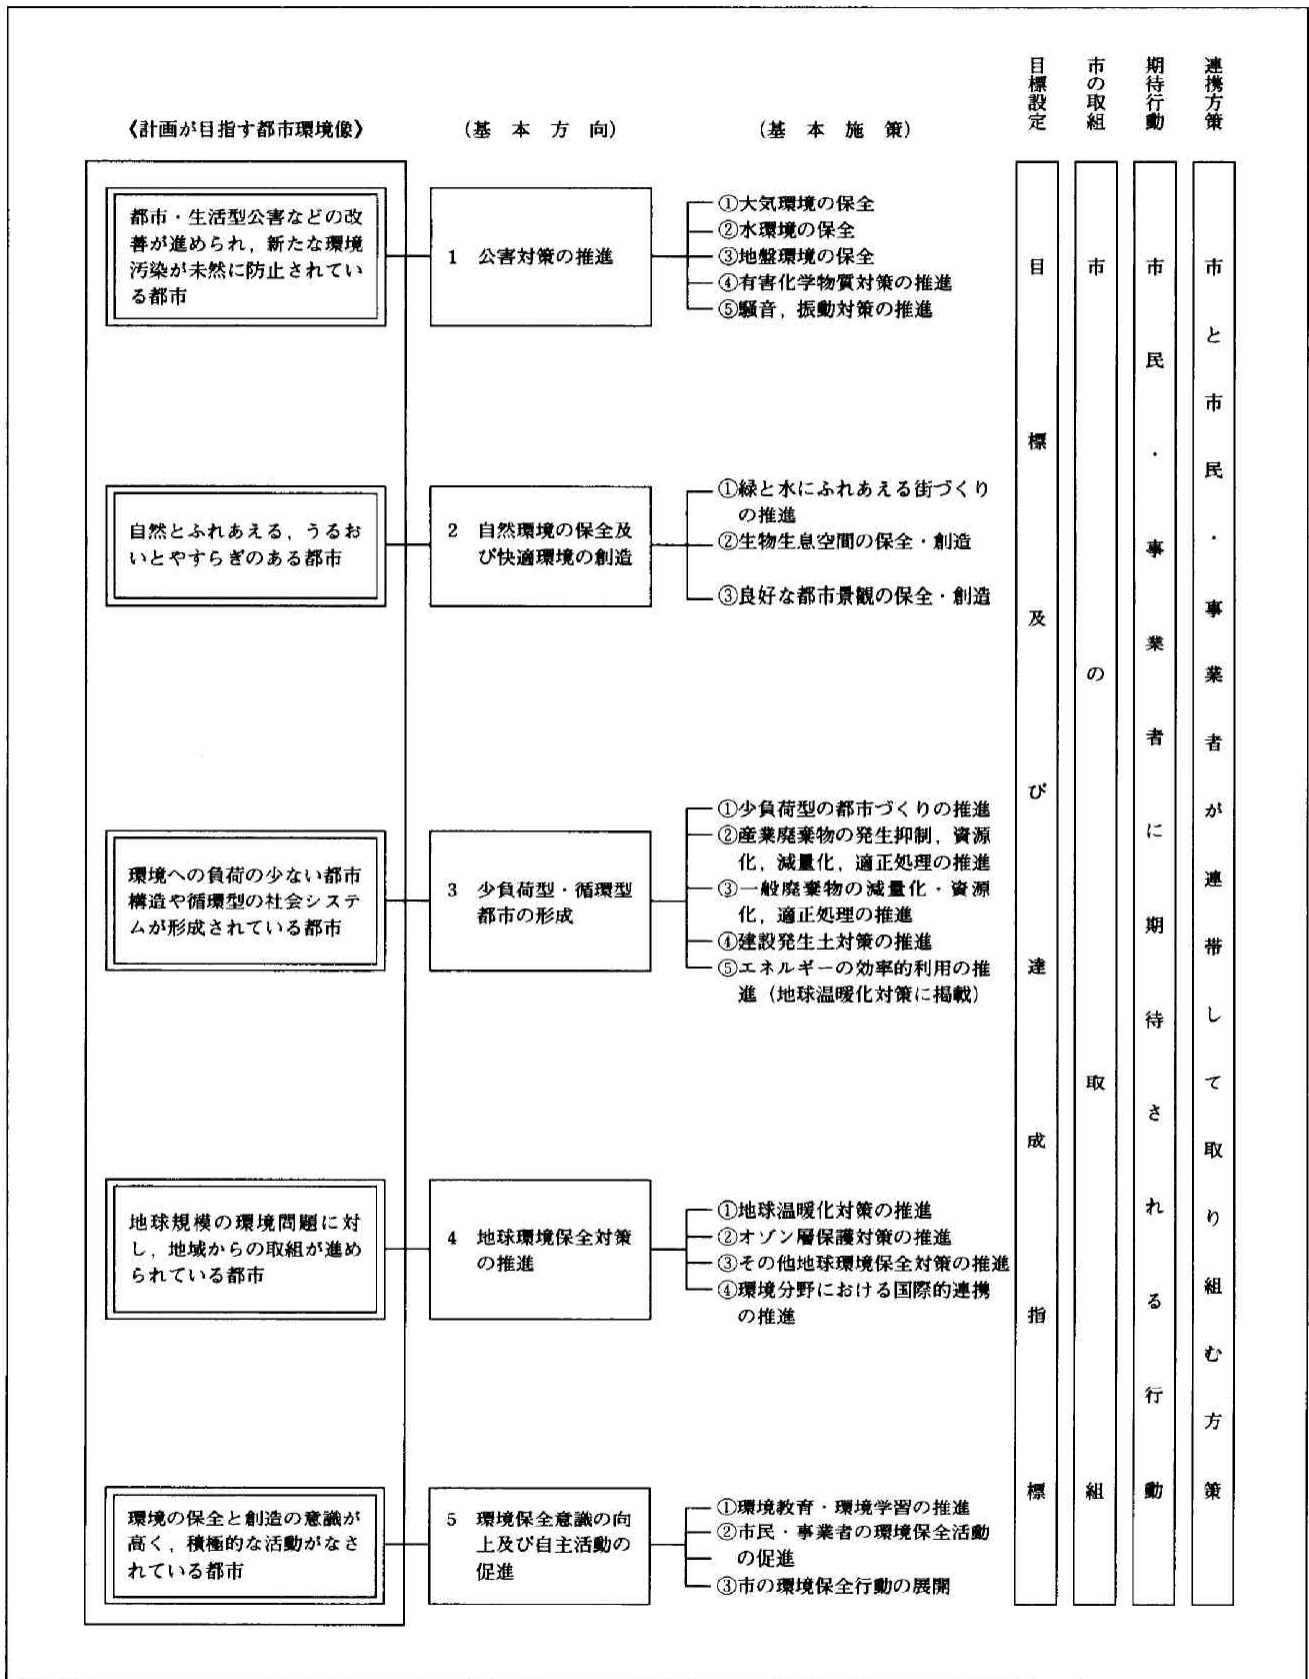 《計画が目指す都市環境像》
(基本方向)
(基本施策)
都市・生活型公害などの改
善が進められ，新たな環境
汚染が未然に防止されてい
る都市
1 公害対策の推進
①大気環境の保全
②水環境の保全
③地盤環境の保全
④有害化学物質対策の推進
⑤騒音，振動対策の推進
自然とふれあえる，うるお
いとやすらぎのある都市
2 自然環境の保全及
び快適環境の創造
①緑と水にふれあえる街づくり
の推進
②生物生息空間の保全・創造
③良好な都市景観の保全・創造
環境への負荷の少ない都市
構造や循環型の社会システ
ムが形成されている都市
3 少負荷型・循環型
都市の形成
①少負荷型の都市づくりの推進
②産業廃棄物の発生抑制，資源
化，減量化，適正処理の推進
③一般廃棄物の減量化・資源
化，適正処理の推進
④建設発生土対策の推進
⑤エネルギーの効率的利用の推
進（地球温暖化対策に掲載）
地球規模の環境問題に対
し，地域からの取組が進め
られている都市
4 地球環境保全対策
の推進
①地球温暖化対策の推進
②オゾン層保護対策の推進
③その他地球環境保全対策の推進
④環境分野における国際的連携
の推進
環境の保全と創造の意識が
高く，積極的な活動がなさ
れている都市
5 環境保全意識の向
上及び自主活動の
促進
①環境教育・環境学習の推進
②市民・事業者の環境保全活動
の促進
③市の環境保全行動の展開
目標設定
目標及び達成指標
市の取組
市の取組
期待行動
市民・事業者に期待される行動
連携方策
市と市民・事業者が連帯して取り組む方策